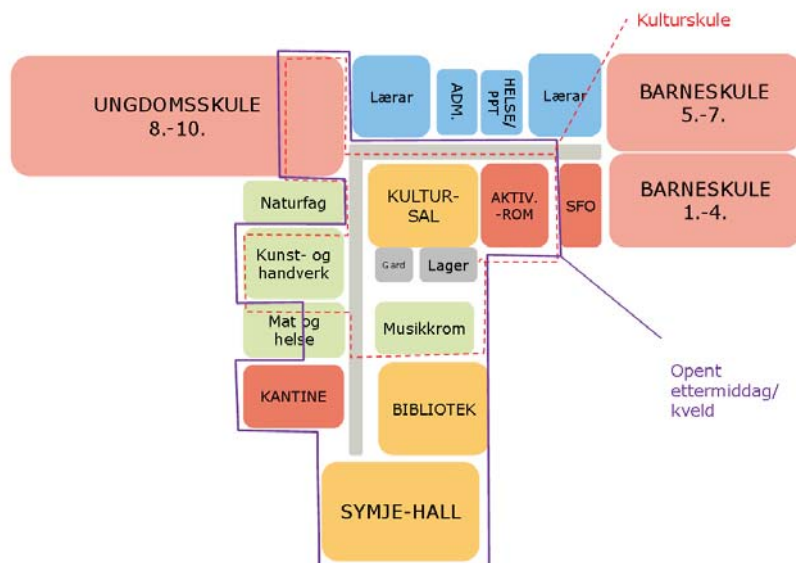 Kulturskule
UNGDOMSSKULE
8.-10.
Lærar
ADM.
HELSE/
PPT
Lærar
BARNESKULE
5.-7.
Naturfag
KULTUR-
SAL
AKTIV.
-ROM
SFO
BARNESKULE
1.-4.
Kunst- og
handverk
Gard
Lager
Mat og
helse
Musikkrom
KANTINE
BIBLIOTEK
Opent
ettermiddag/
kveld
SYMJE-HALL